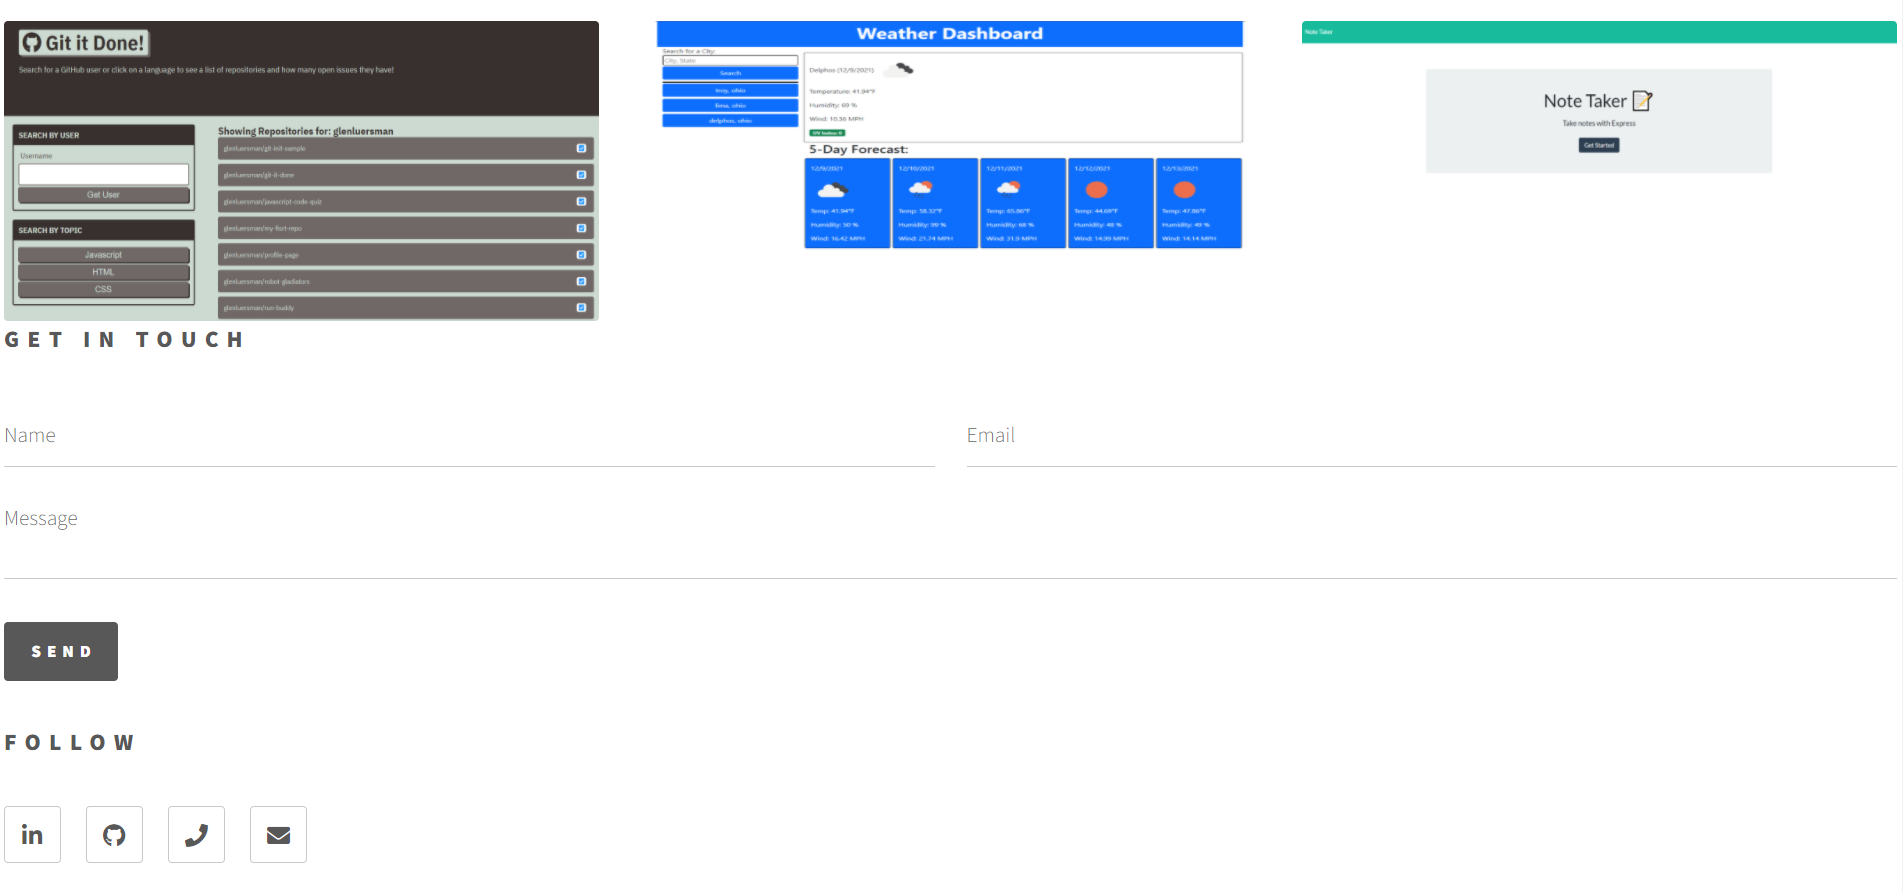 Git it Done!
Search for a GitHub user or click on a language to see a list of repositories and how many open issues they have!
SEARCH BY USER
Username
Get User
SEARCH BY TOPIC
Javascript
HTML
CSS
Showing Repositories for: glenluersman
glenluersman/git-init-sample
glenluersman/git-it-done
glenluersman/javascript-code-quiz
glenluersman/my-fisrt-repo
glenluersman/profile-page
glenluersman/robot-gladiators
glenluersman/run-buddy
Weather Dashboard
Search for a City:
City, State
Search
troy, ohio
lima, ohio
delphos, ohio
Delphos (12/9/2021)
Temperature: 41.94°F
Humidity: 69 %
Wind: 10.36 MPH
UV Index: 0
5-Day Forecast:
12/9/2021
Temp: 41.94°F
Humidity: 50 %
Wind: 16.42 MPH
12/10/2021
Temp: 58.32°F
Humidity: 99 %
Wind: 21.74 MPH
12/11/2021
Temp: 65.86°F
Humidity: 68 %
Wind: 31.9 MPH
12/12/2021
Temp: 44.69°F
Humidity: 48 %
Wind: 14.99 MPH
12/13/2021
Temp: 47.86°F
Humidity: 49 %
Wind: 14.14 MPH
Note Taker
Note Taker
Take notes with Express
Get Started
GET IN TOUCH
Name
Email
Message
SEND
FOLLOW
in